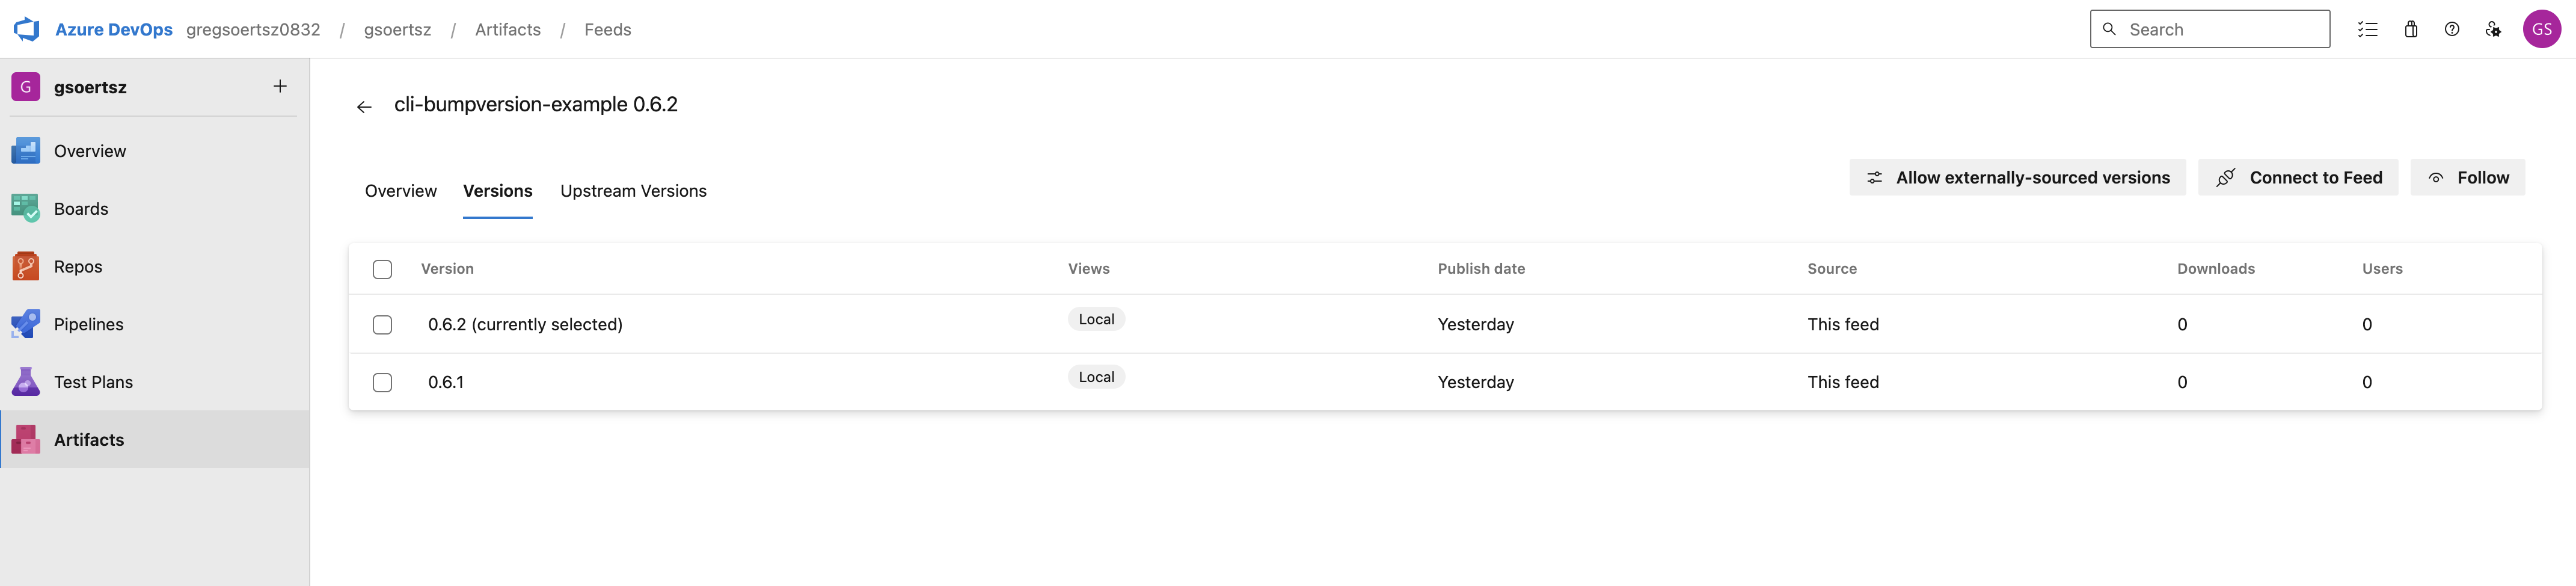 Azure DevOps gregsoertsz0832 / gsoertsz / Artifacts / Feeds Search GS
G gsoertsz +
Overview
Boards
Repos
Pipelines
Test Plans
Artifacts
cli-bumpversion-example 0.6.2
Overview Versions Upstream Versions Allow externally-sourced versions Connect to Feed Follow
Version Views Publish date Source Downloads Users
0.6.2 (currently selected) Local Yesterday This feed 0 0
0.6.1 Local Yesterday This feed 0 0